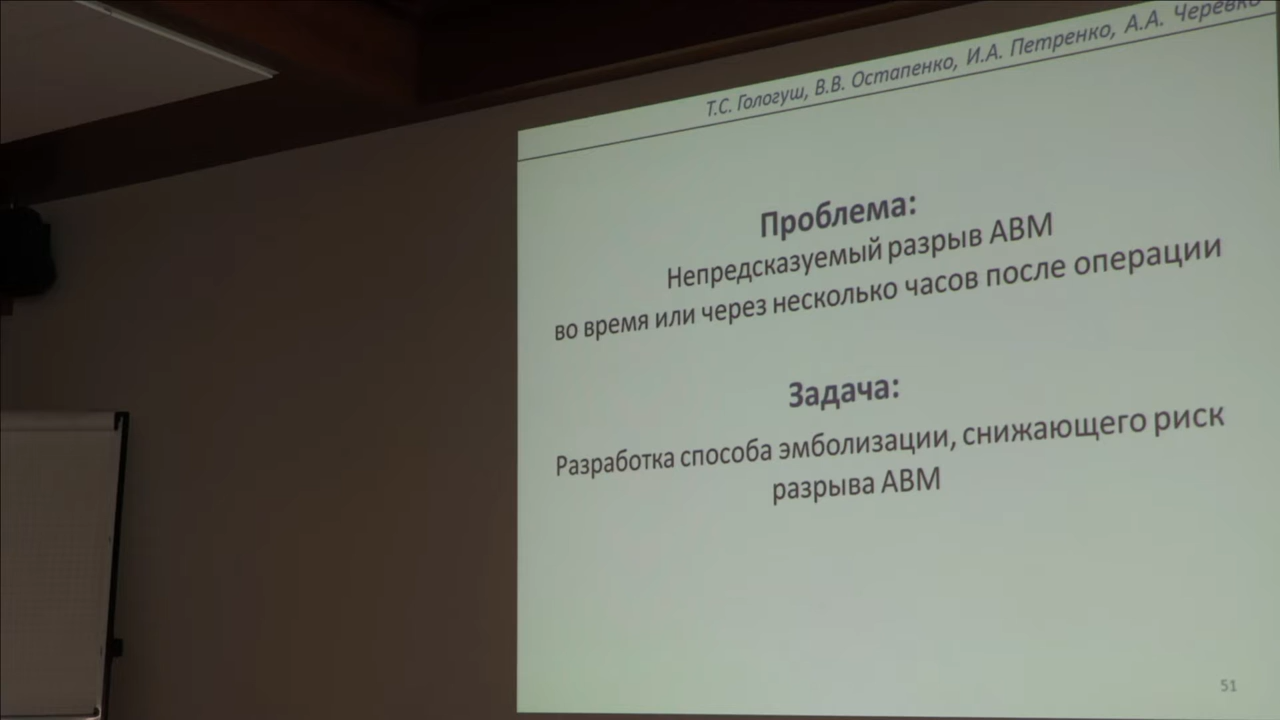 Т.С. Гологуш, В.В. Остапенко, И.А. Петренко, А.А. Черевко
Проблема:
Непредсказуемый разрыв АВМ
во время или через несколько часов после операции
Задача:
Разработка способа эмболизации, снижающего риск
разрыва АВМ
51